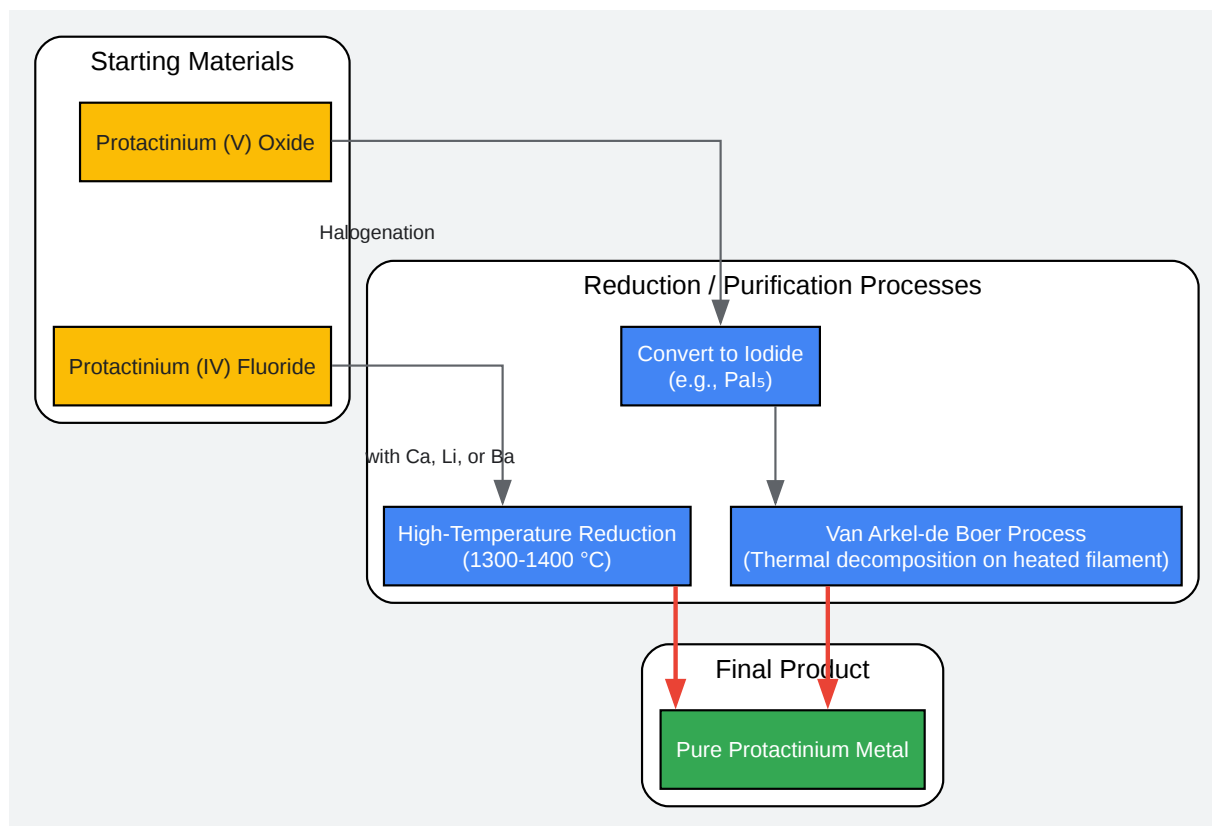 Starting Materials
Protactinium (V) Oxide
Halogenation
Protactinium (IV) Fluoride
Reduction / Purification Processes
Convert to Iodide
(e.g., PaI₅)
with Ca, Li, or Ba
High-Temperature Reduction
(1300-1400 °C)
Van Arkel-de Boer Process
(Thermal decomposition on heated filament)
Final Product
Pure Protactinium Metal